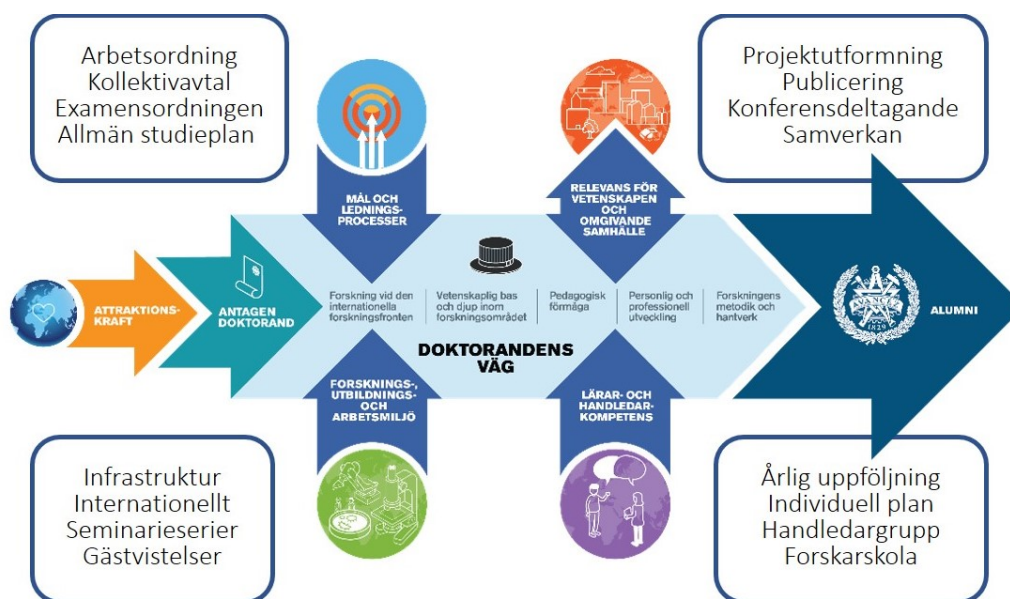 Arbetsordning
Kollektivavtal
Examensordningen
Allmän studieplan
Projektutformning
Publicering
Konferensdeltagande
Samverkan
MÅL OCH
LEDNINGS-
PROCESSER
RELEVANS FÖR
VETENSKAPEN
OCH
OMGIVANDE
SAMHÄLLE
ATTRAKTIONS-
KRAFT
ANTAGEN
DOKTORAND
Forskning vid den
internationella
forskningsfronten
Vetenskaplig bas
och djup inom
forskningsområdet
Pedagogisk
förmåga
Personlig och
professionell
utveckling
Forskningens
metodik och
hantverk
DOKTORANDENS
VÄG
AVANCEZ
1829
ALUMNI
FORSKNINGS-,
UTBILDNINGS-
OCH
ARBETSMILJÖ
LÄRAR- OCH
HANDLEDAR-
KOMPETENS
Infrastruktur
Internationellt
Seminarieserier
Gästvistelser
Årlig uppföljning
Individuell plan
Handledargrupp
Forskarskola